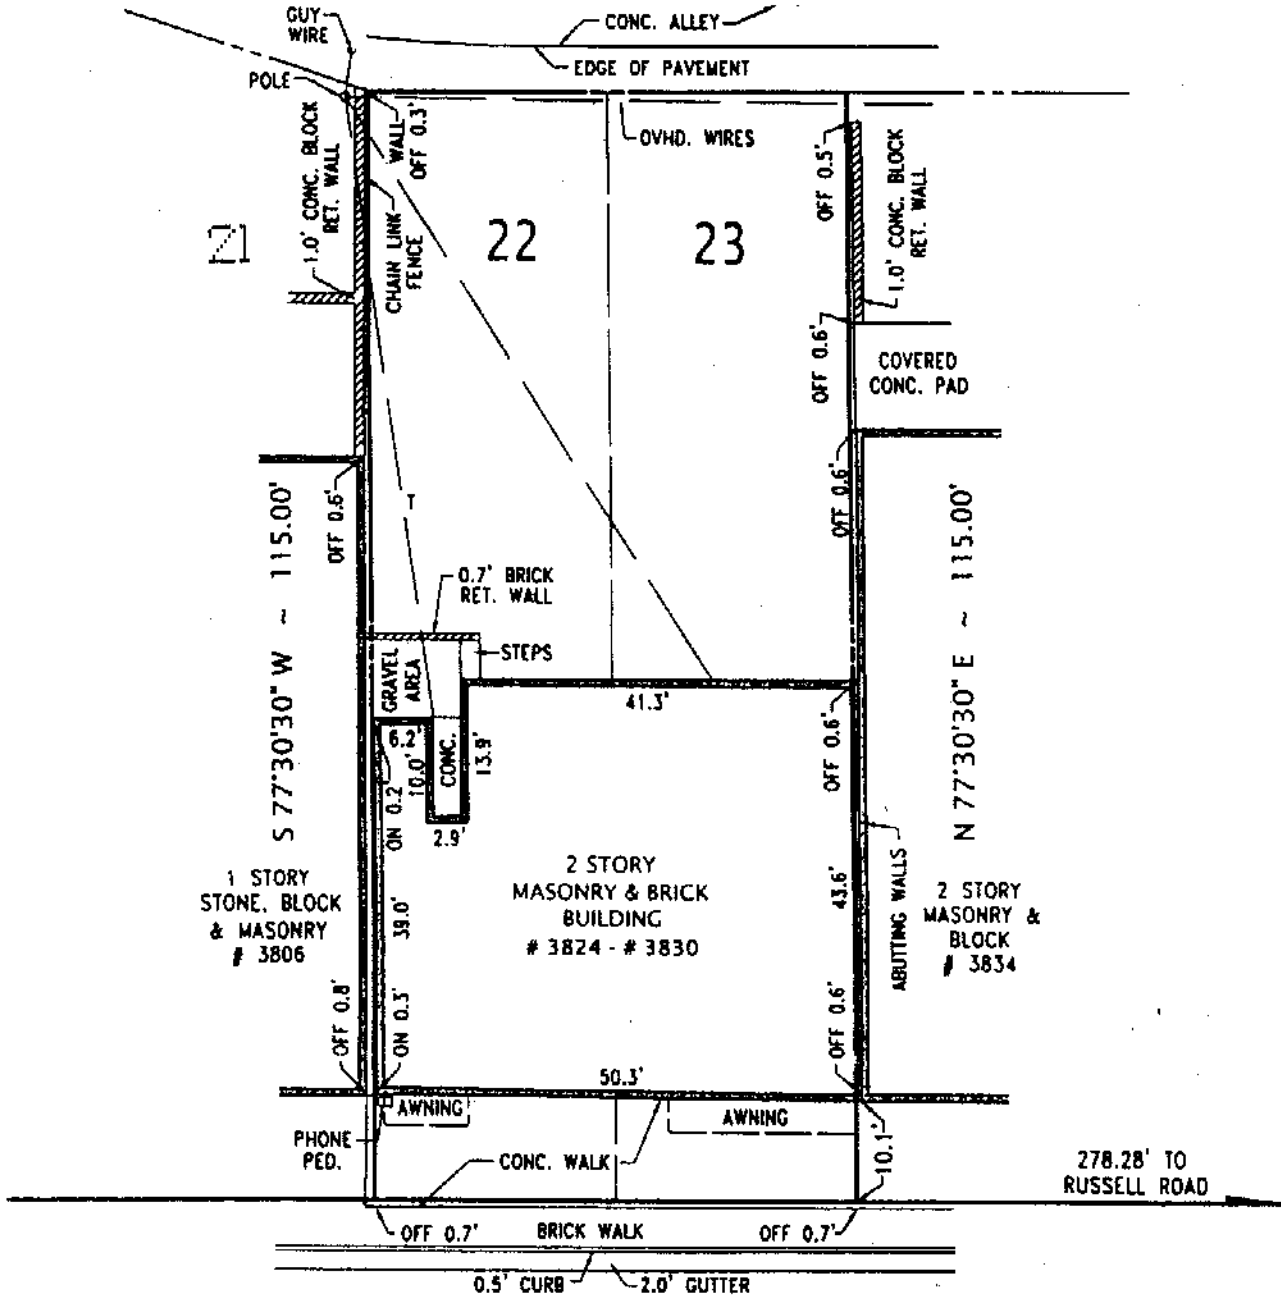 GUY
WIRE
CONC. ALLEY
EDGE OF PAVEMENT
POLE
OVHD. WIRES
1.0' CONC. BLOCK
RET. WALL
WALL
OFF 0.3'
CHAIN LINK
FENCE
OFF 0.5'
1.0' CONC. BLOCK
RET. WALL
21
22
23
OFF 0.6'
COVERED
CONC. PAD
OFF 0.6'
OFF 0.6'
S 77°30'30" W ~ 115.00'
N 77°30'30" E ~ 115.00'
T
0.7' BRICK
RET. WALL
STEPS
GRAVEL
AREA
41.3'
6.2'
10.0'
CONC.
13.9'
OFF 0.6'
ON 0.2'
2.9'
1 STORY
STONE, BLOCK
& MASONRY
# 3806
39.0'
2 STORY
MASONRY & BRICK
BUILDING
# 3824 - # 3830
43.6'
ABUTTING WALLS
2 STORY
MASONRY &
BLOCK
# 3834
OFF 0.8'
ON 0.3'
OFF 0.6'
50.3'
AWNING
AWNING
PHONE
PED.
CONC. WALK
10.1'
278.28' TO
RUSSELL ROAD
OFF 0.7'
BRICK WALK
OFF 0.7'
0.5' CURB
2.0' GUTTER